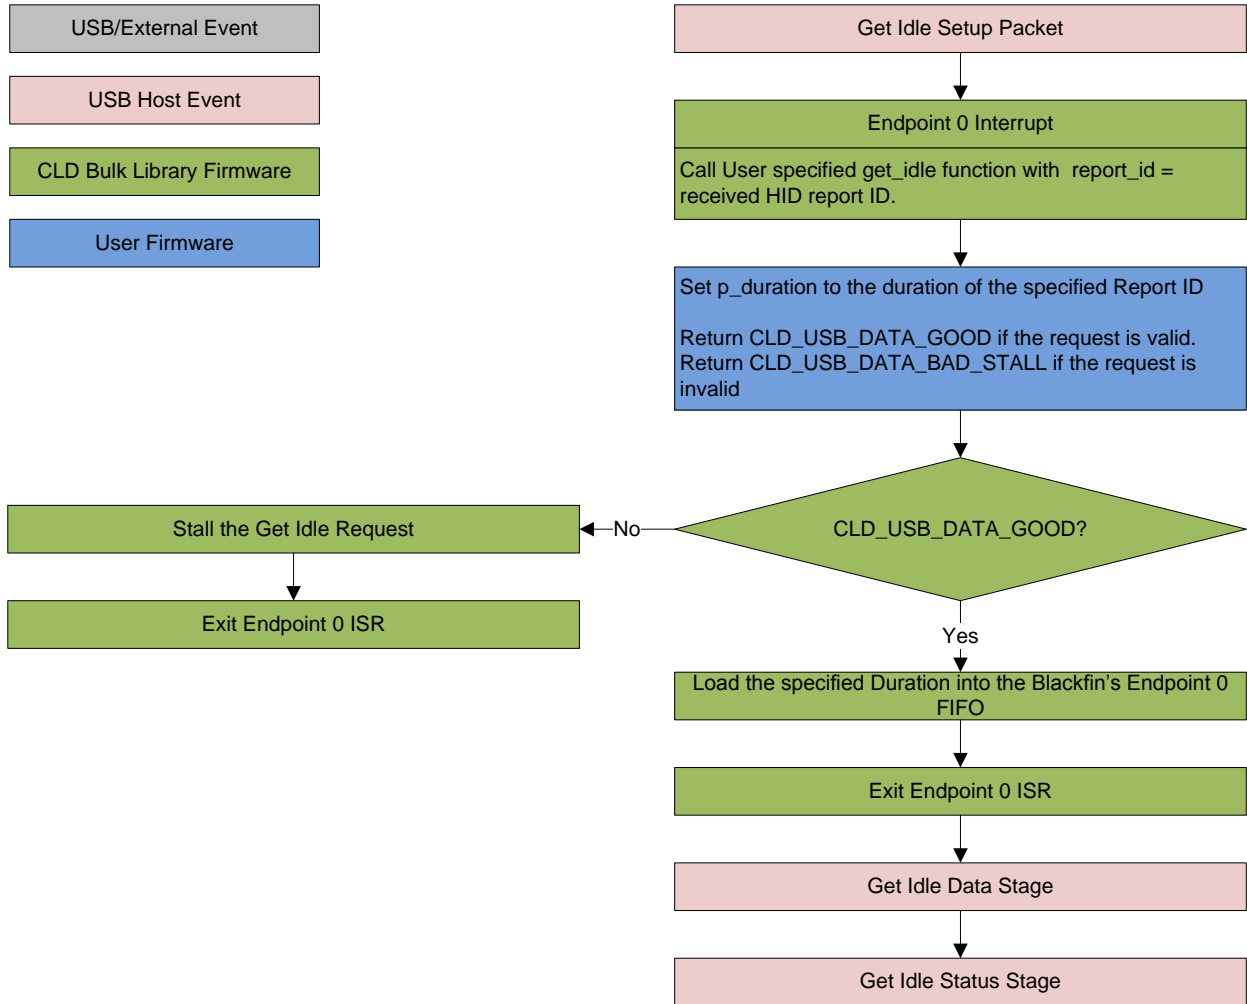 USB/External Event
USB Host Event
CLD Bulk Library Firmware
User Firmware
Get Idle Setup Packet
Endpoint 0 Interrupt
Call User specified get_idle function with  report_id =
received HID report ID.
Set p_duration to the duration of the specified Report ID
Return CLD_USB_DATA_GOOD if the request is valid.
Return CLD_USB_DATA_BAD_STALL if the request is
invalid
CLD_USB_DATA_GOOD?
No
Stall the Get Idle Request
Exit Endpoint 0 ISR
Yes
Load the specified Duration into the Blackfin's Endpoint 0
FIFO
Exit Endpoint 0 ISR
Get Idle Data Stage
Get Idle Status Stage